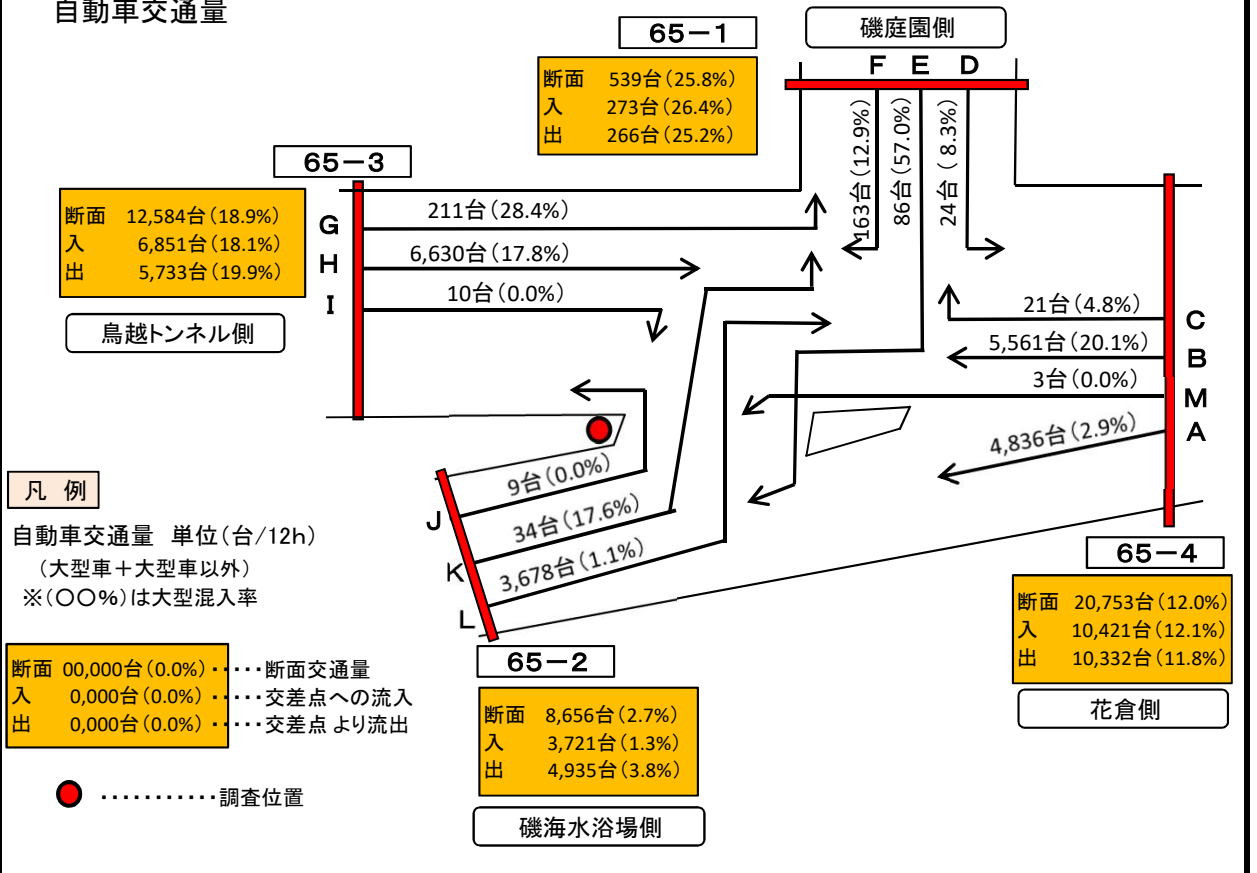 自動車交通量
65-1
磯庭園側
断面 539台(25.8%)
入 273台(26.4%)
出 266台(25.2%)
F E D
163台(12.9%)
86台(57.0%)
24台( 8.3%)
65-3
断面 12,584台(18.9%)
入 6,851台(18.1%)
出 5,733台(19.9%)
鳥越トンネル側
G
211台(28.4%)
H
6,630台(17.8%)
I
10台(0.0%)
21台(4.8%)
C
5,561台(20.1%)
B
3台(0.0%)
M
4,836台(2.9%)
A
9台(0.0%)
J
34台(17.6%)
K
3,678台(1.1%)
L
凡 例
自動車交通量 単位(台/12h)
(大型車+大型車以外)
※(〇〇%)は大型混入率
断面 00,000台(0.0%)・・・・・断面交通量
入 0,000台(0.0%)・・・・・交差点への流入
出 0,000台(0.0%)・・・・・交差点より流出
・・・・・・・・・・・調査位置
65-2
断面 8,656台(2.7%)
入 3,721台(1.3%)
出 4,935台(3.8%)
磯海水浴場側
65-4
断面 20,753台(12.0%)
入 10,421台(12.1%)
出 10,332台(11.8%)
花倉側